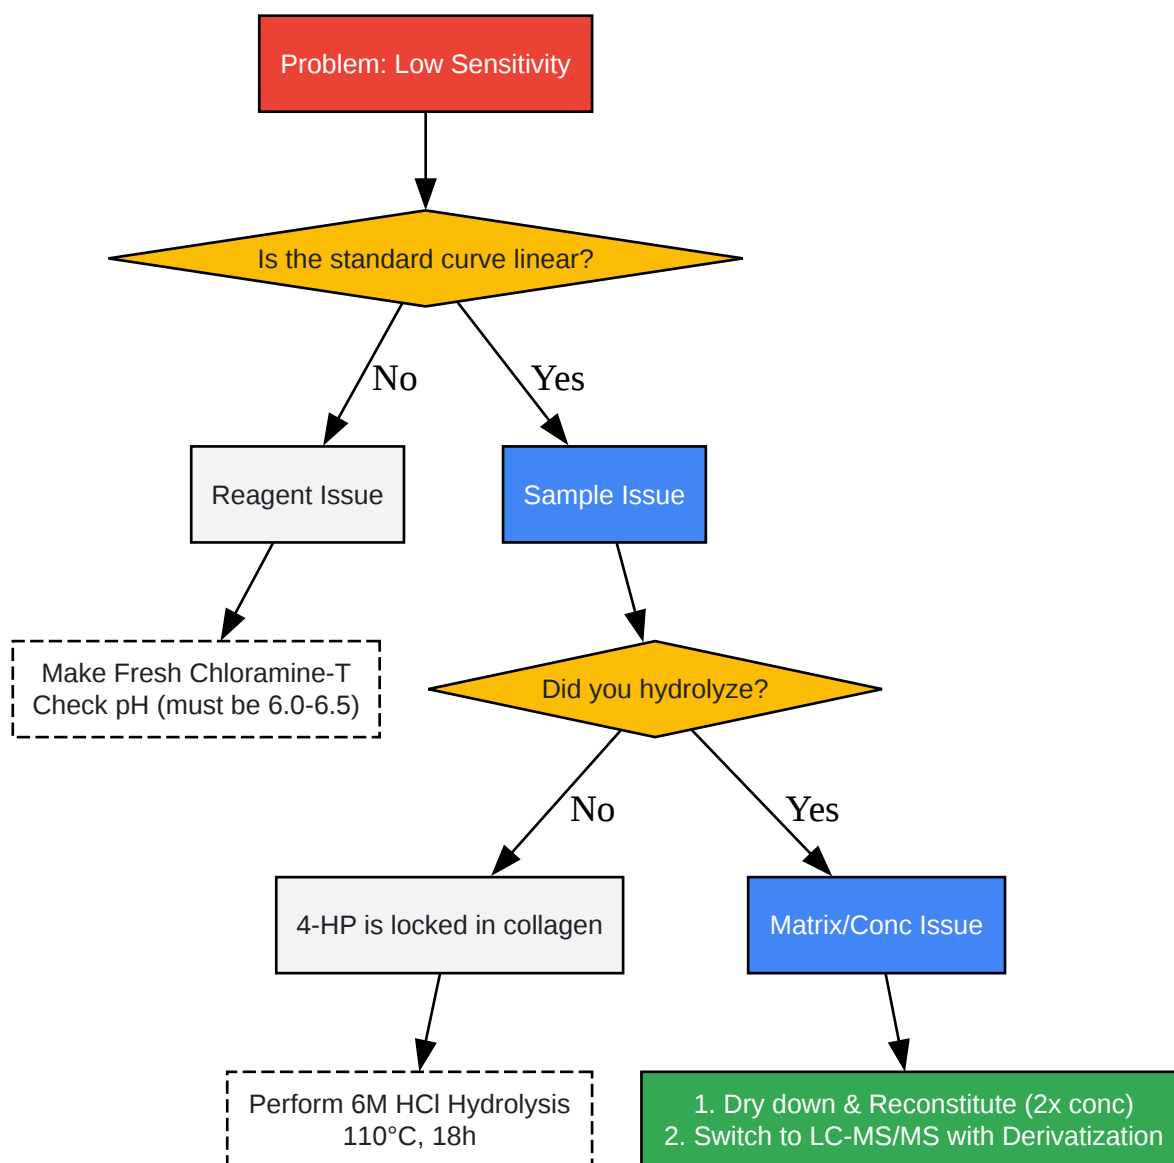 Problem: Low Sensitivity
Is the standard curve linear?
No
Yes
Reagent Issue
Sample Issue
Make Fresh Chloramine-T
Check pH (must be 6.0-6.5)
Did you hydrolyze?
No
Yes
4-HP is locked in collagen
Matrix/Conc Issue
Perform 6M HCl Hydrolysis
110°C, 18h
1. Dry down & Reconstitute (2x conc)
2. Switch to LC-MS/MS with Derivatization